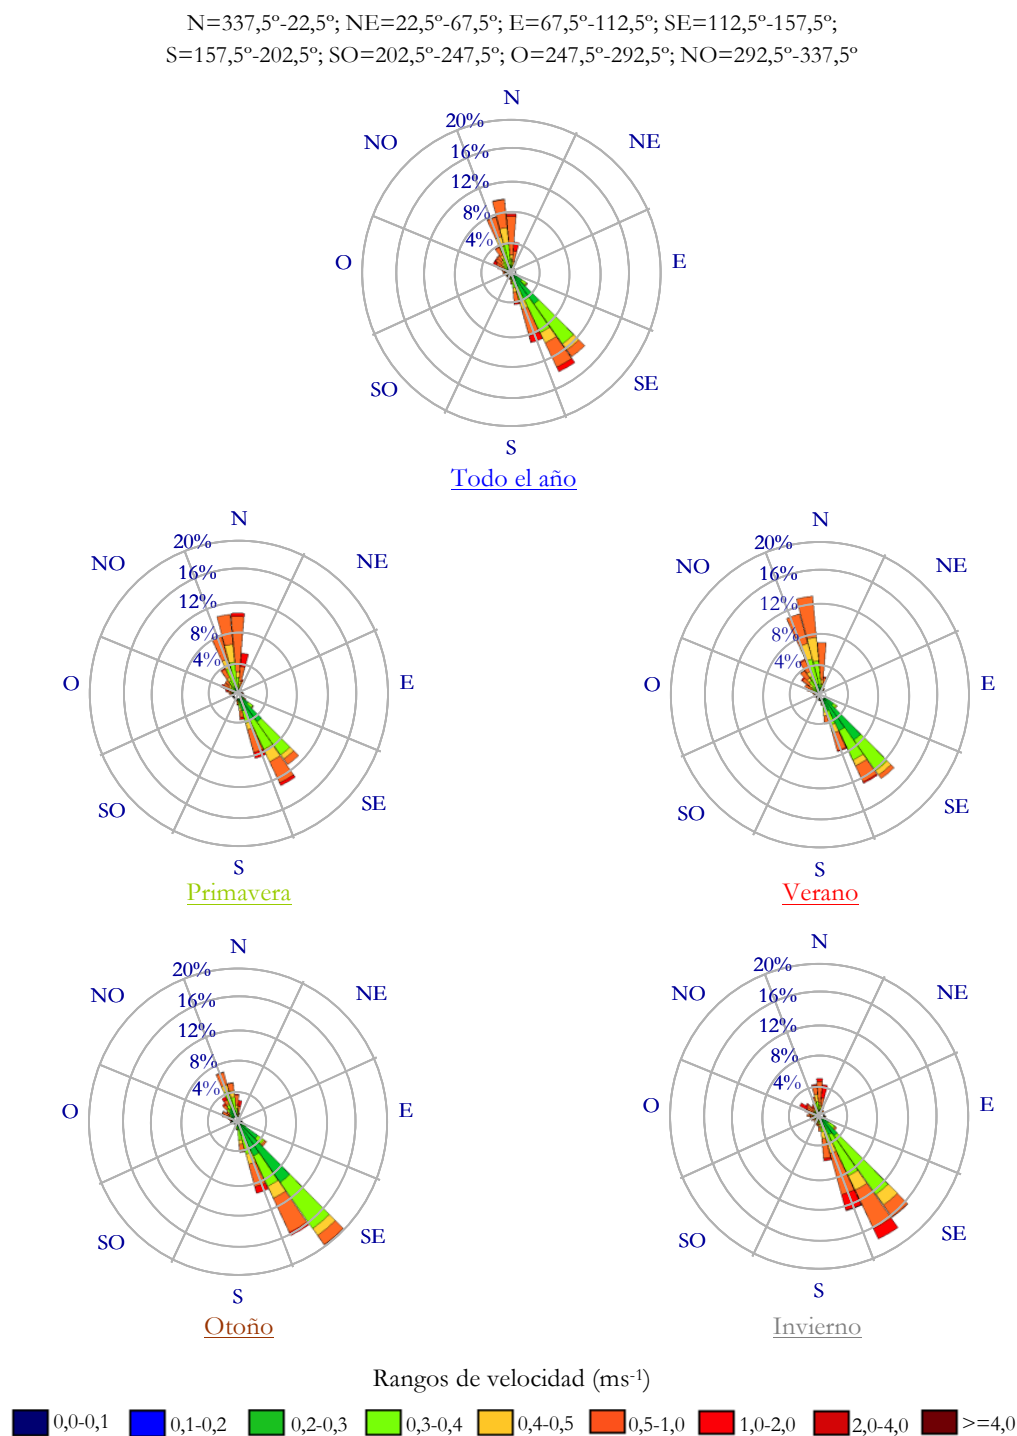 N=337,5º-22,5º; NE=22,5º-67,5º; E=67,5º-112,5º; SE=112,5º-157,5º;
S=157,5º-202,5º; SO=202,5º-247,5º; O=247,5º-292,5º; NO=292,5º-337,5º
N
20%
NO
NE
16%
12%
8%
4%
O
E
SO
SE
S
Todo el año
N
20%
NO
NE
16%
12%
8%
4%
O
E
SO
SE
S
Primavera
N
20%
NO
NE
16%
12%
8%
4%
O
E
SO
SE
S
Verano
N
20%
NO
NE
16%
12%
8%
4%
O
E
SO
SE
S
Otoño
N
20%
NO
NE
16%
12%
8%
4%
O
E
SO
SE
S
Invierno
Rangos de velocidad (ms-1)
0,0-0,1 0,1-0,2 0,2-0,3 0,3-0,4 0,4-0,5 0,5-1,0 1,0-2,0 2,0-4,0 >=4,0